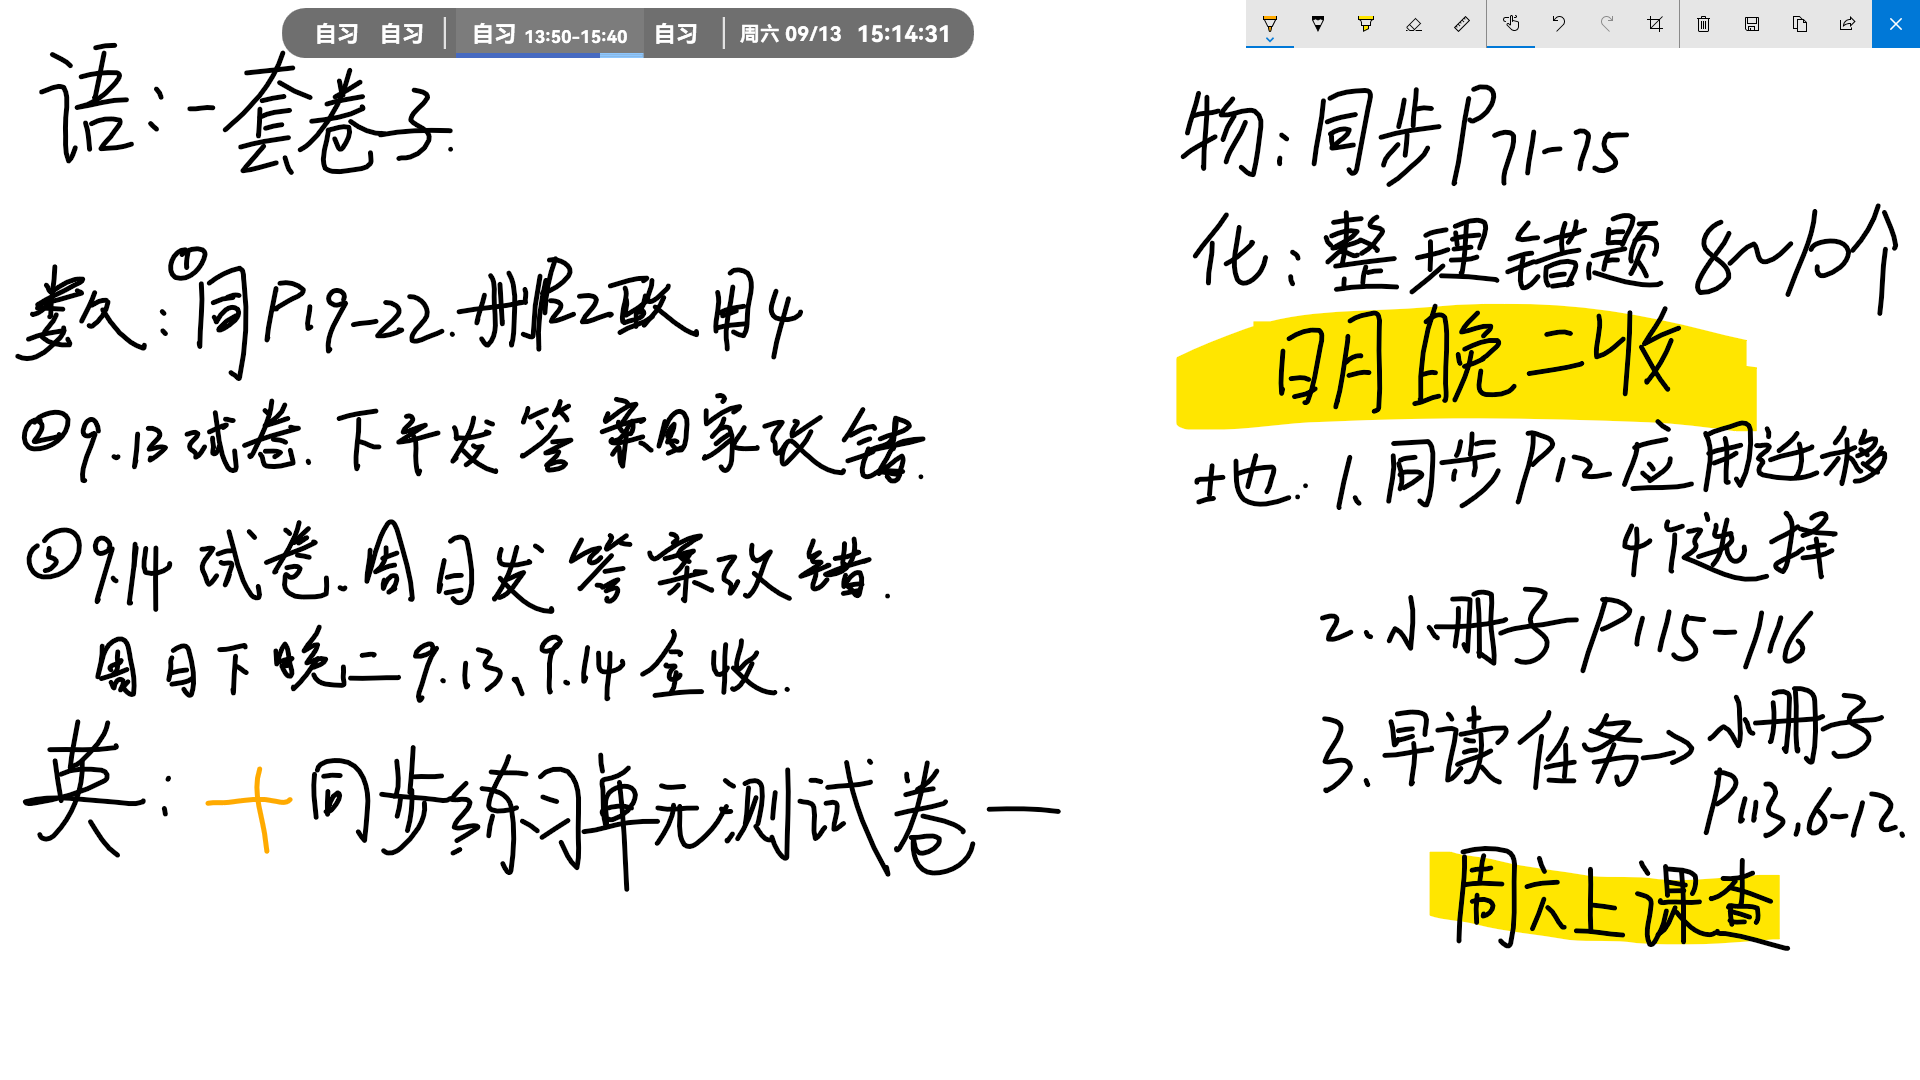 自习 自习 自习 13:50-15:40 自习 周六 09/13 15:14:31
语：一套卷子.
数：①同P19-22.册P22致用4
②9.13试卷.下午发答案回家改错.
③9.14试卷.周日发答案改错.
周日下晚二9.13、9.14全收.
英：十同步练习单元测试卷一
物：同步P71-75
化：整理错题8~10个
明晚二收
地.1.同步P12应用迁移
4个选择
2.小册子P115-116
3.早读任务→小册子
P113,6-12.
周六上课查